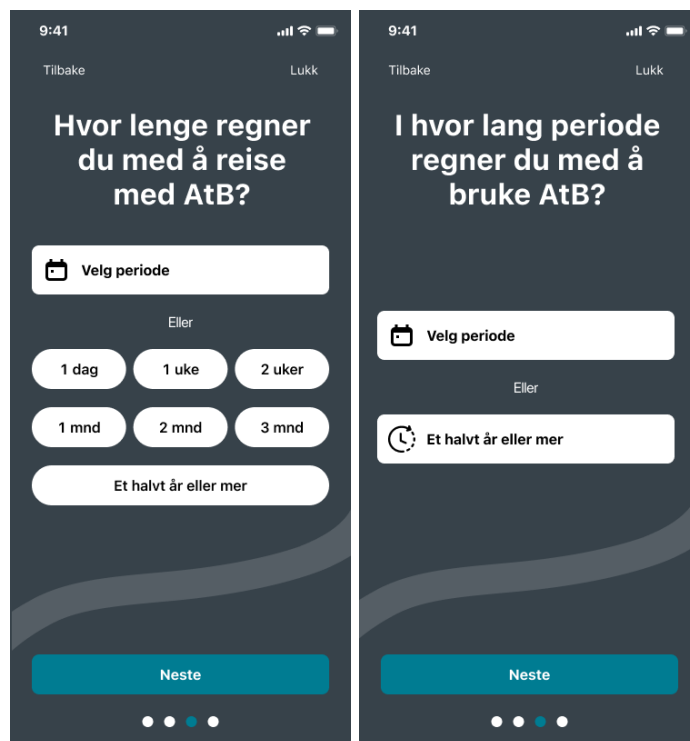 9:41
Tilbake
Lukk
Hvor lenge regner
du med å reise
med AtB?
Velg periode
Eller
1 dag
1 uke
2 uker
1 mnd
2 mnd
3 mnd
Et halvt år eller mer
Neste
9:41
Tilbake
Lukk
I hvor lang periode
regner du med å
bruke AtB?
Velg periode
Eller
Et halvt år eller mer
Neste